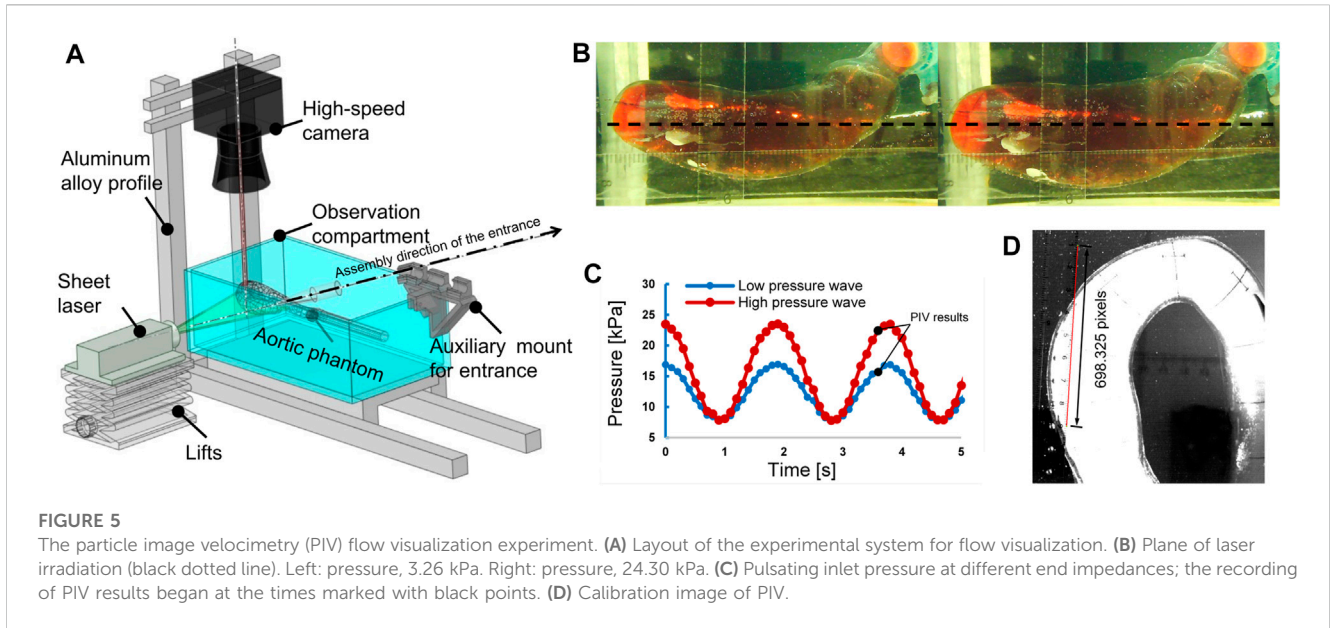 A
High-speed
camera
Aluminum
alloy profile
Observation
compartment
Assembly direction of the entrance
Sheet
laser
Aortic phantom
Auxiliary mount
for entrance
Lifts
B
C
Low pressure wave
High pressure wave
PIV results
Pressure [kPa]
30
25
20
15
10
5
0 1 2 3 4 5
Time [s]
D
698.325 pixels
FIGURE 5
The particle image velocimetry (PIV) flow visualization experiment. (A) Layout of the experimental system for flow visualization. (B) Plane of laser
irradiation (black dotted line). Left: pressure, 3.26 kPa. Right: pressure, 24.30 kPa. (C) Pulsating inlet pressure at different end impedances; the recording
of PIV results began at the times marked with black points. (D) Calibration image of PIV.